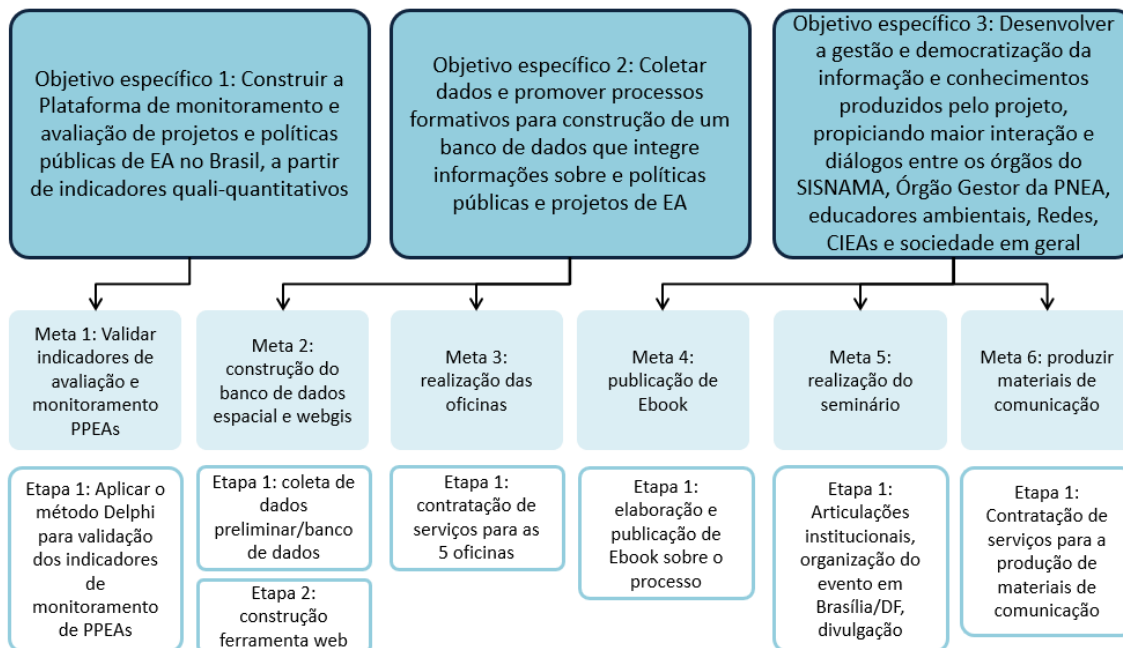 Objetivo específico 1: Construir a
Plataforma de monitoramento e
avaliação de projetos e políticas
públicas de EA no Brasil, a partir
de indicadores quali-quantitativos
Objetivo específico 2: Coletar
dados e promover processos
formativos para construção de um
banco de dados que integre
informações sobre e políticas
públicas e projetos de EA
Objetivo específico 3: Desenvolver
a gestão e democratização da
informação e conhecimentos
produzidos pelo projeto,
propiciando maior interação e
diálogos entre os órgãos do
SISNAMA, Órgão Gestor da PNEA,
educadores ambientais, Redes,
CIEAs e sociedade em geral
Meta 1: Validar
indicadores de
avaliação e
monitoramento
PPEAs
Meta 2:
construção do
banco de dados
espacial e webgis
Meta 3:
realização das
oficinas
Meta 4:
publicação de
Ebook
Meta 5:
realização do
seminário
Meta 6: produzir
materiais de
comunicação
Etapa 1: Aplicar o
método Delphi
para validação
dos indicadores
de
monitoramento
de PPEAs
Etapa 1: coleta de
dados
preliminar/banco
de dados
Etapa 2:
construção
ferramenta web
Etapa 1:
contratação de
serviços para as
5 oficinas
Etapa 1:
elaboração e
publicação de
Ebook sobre o
processo
Etapa 1:
Articulações
institucionais,
organização do
evento em
Brasília/DF,
divulgação
Etapa 1:
Contratação de
serviços para a
produção de
materiais de
comunicação